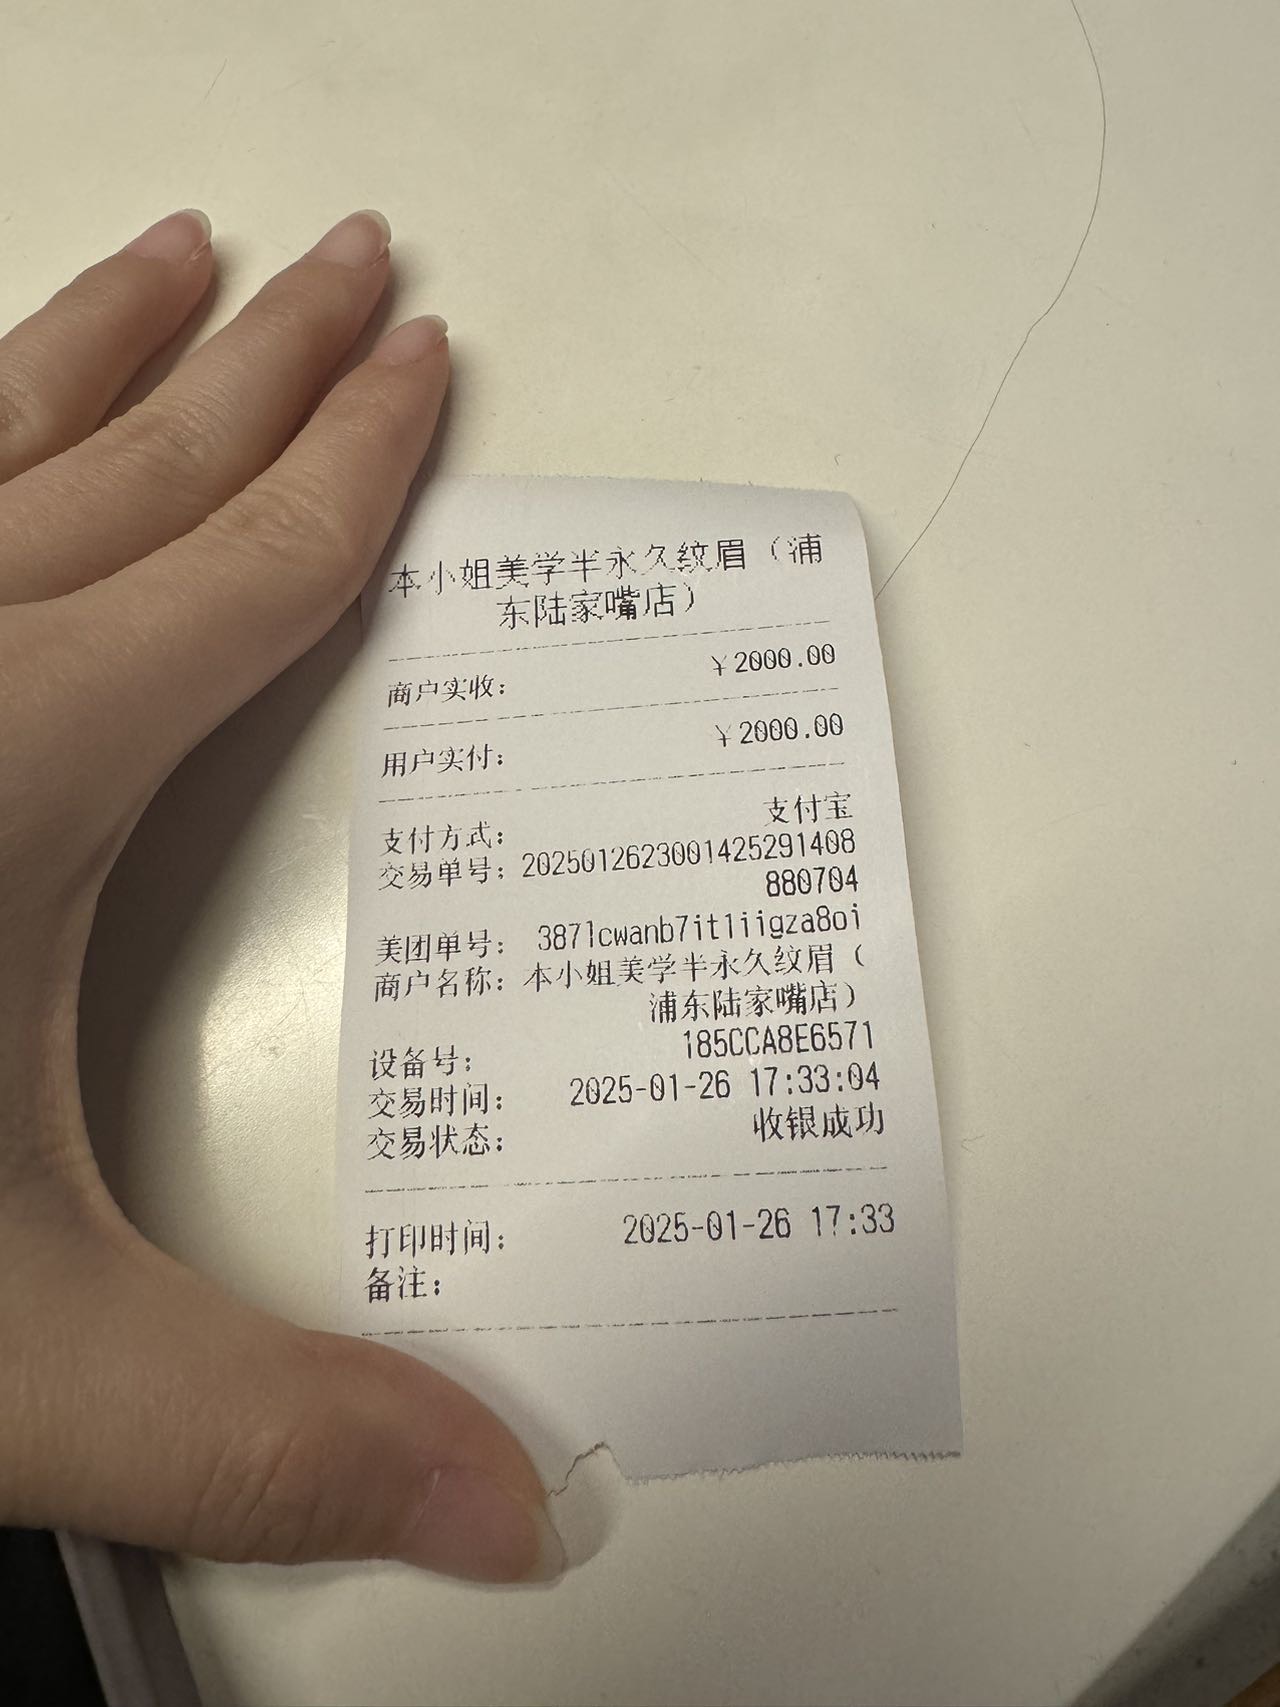 本小姐美学半永久纹眉（浦
东陆家嘴店）
商户实收： ￥2000.00
用户实付： ￥2000.00
支付方式： 支付宝
交易单号：2025012623001425291408
880704
美团单号： 3871cwanb7it1iigza8oi
商户名称：本小姐美学半永久纹眉（
浦东陆家嘴店）
设备号： 185CCA8E6571
交易时间： 2025-01-26 17:33:04
交易状态： 收银成功
打印时间： 2025-01-26 17:33
备注：